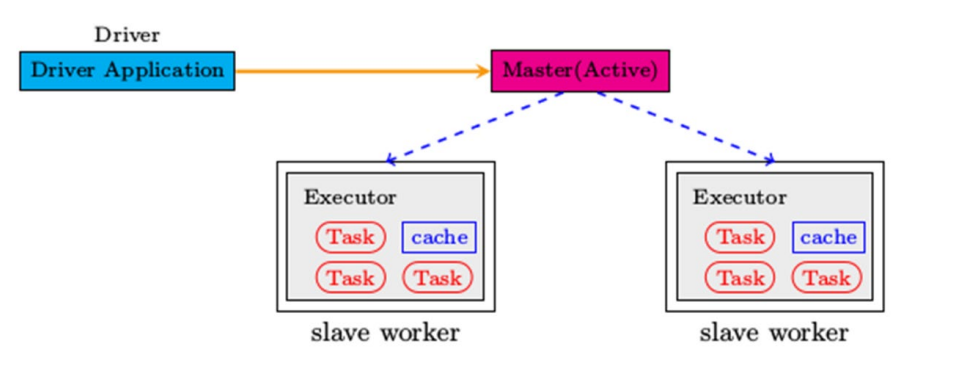 Driver
Driver Application
Master(Active)
Executor
Task cache
Task Task
slave worker
Executor
Task cache
Task Task
slave worker